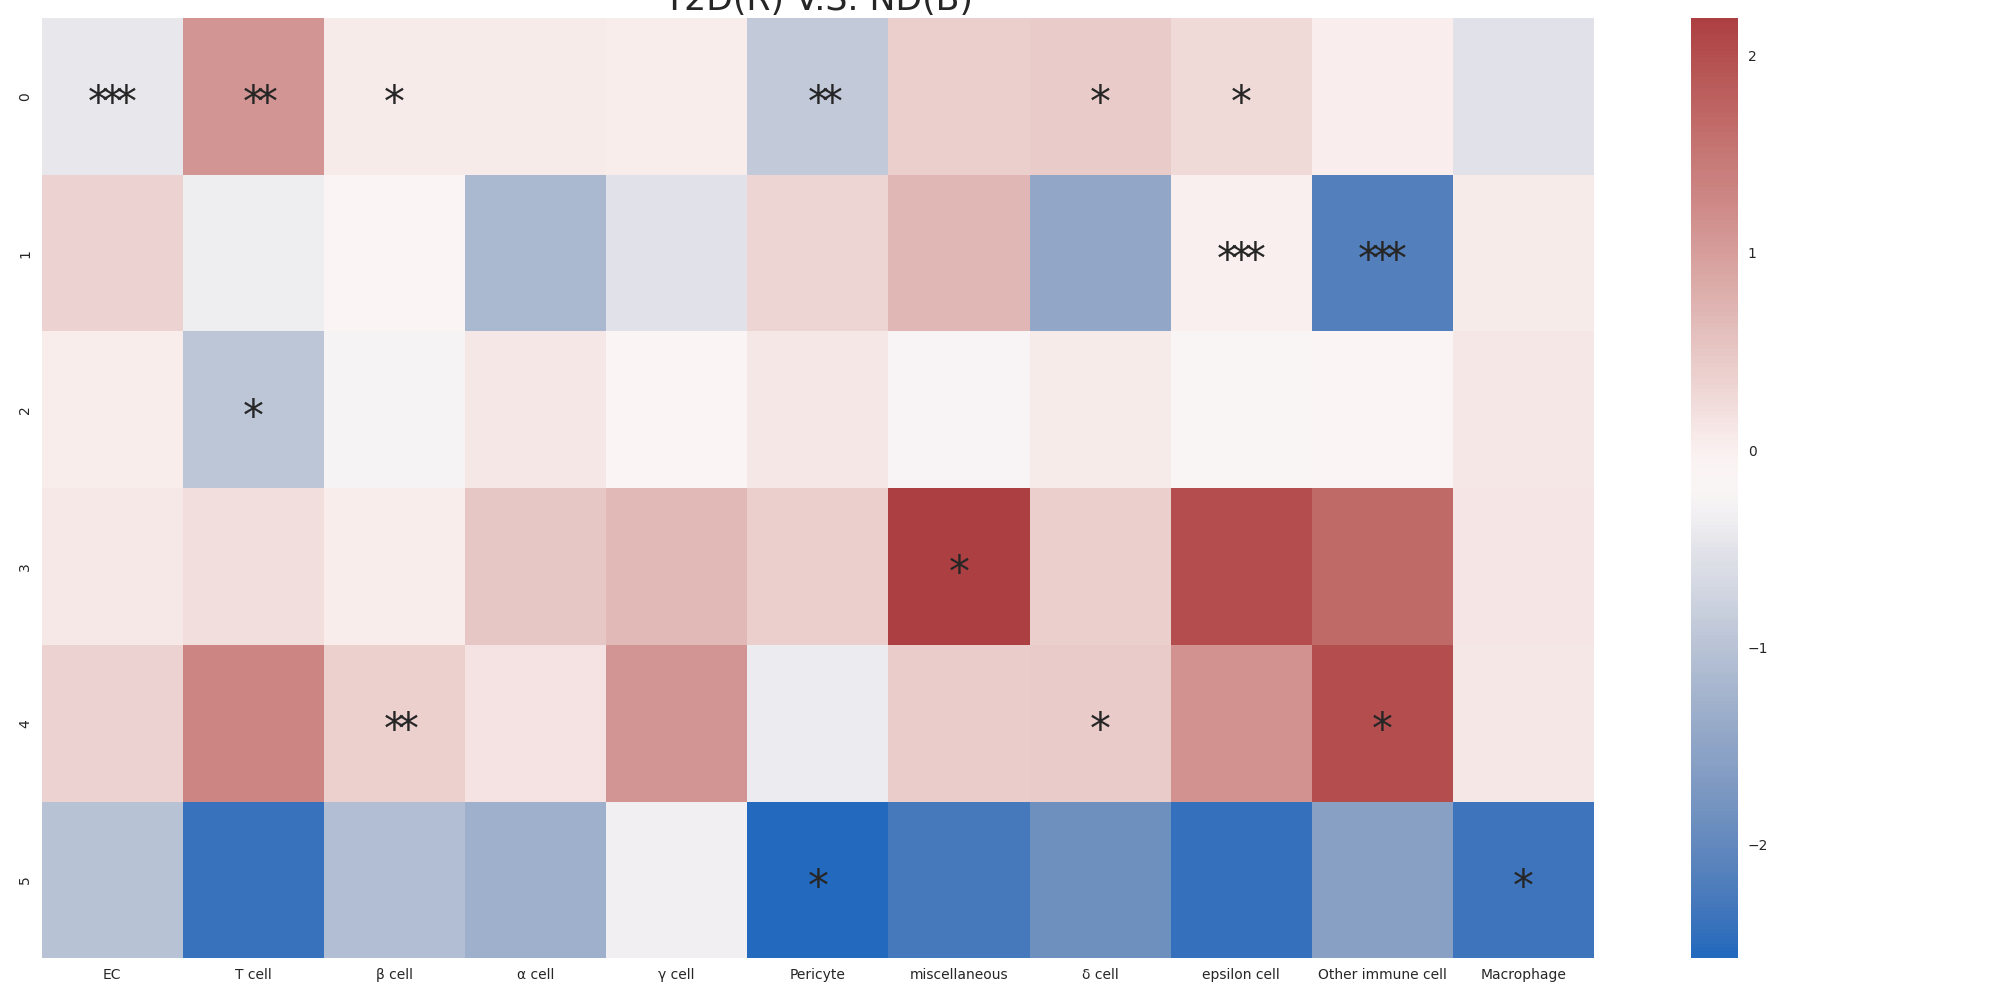 T2D(R) V.S. ND(B)
0 *** ** * ** * *
1 *** ***
2 *
3 *
4 ** * *
5 * *
EC T cell β cell α cell γ cell Pericyte miscellaneous δ cell epsilon cell Other immune cell Macrophage
2
1
0
−1
−2